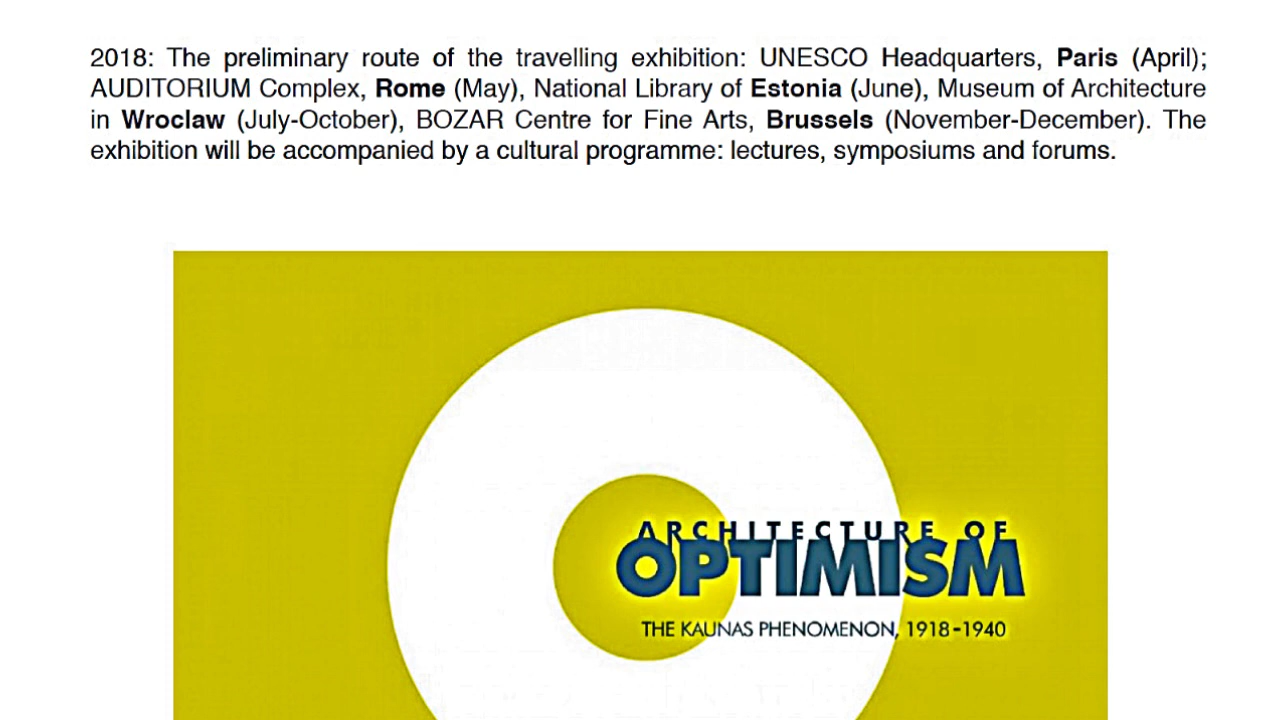 2018: The preliminary route of the travelling exhibition: UNESCO Headquarters, Paris (April);
AUDITORIUM Complex, Rome (May), National Library of Estonia (June), Museum of Architecture
in Wroclaw (July-October), BOZAR Centre for Fine Arts, Brussels (November-December). The
exhibition will be accompanied by a cultural programme: lectures, symposiums and forums.
ARCHITECTURE OF
OPTIMISM
THE KAUNAS PHENOMENON, 1918-1940